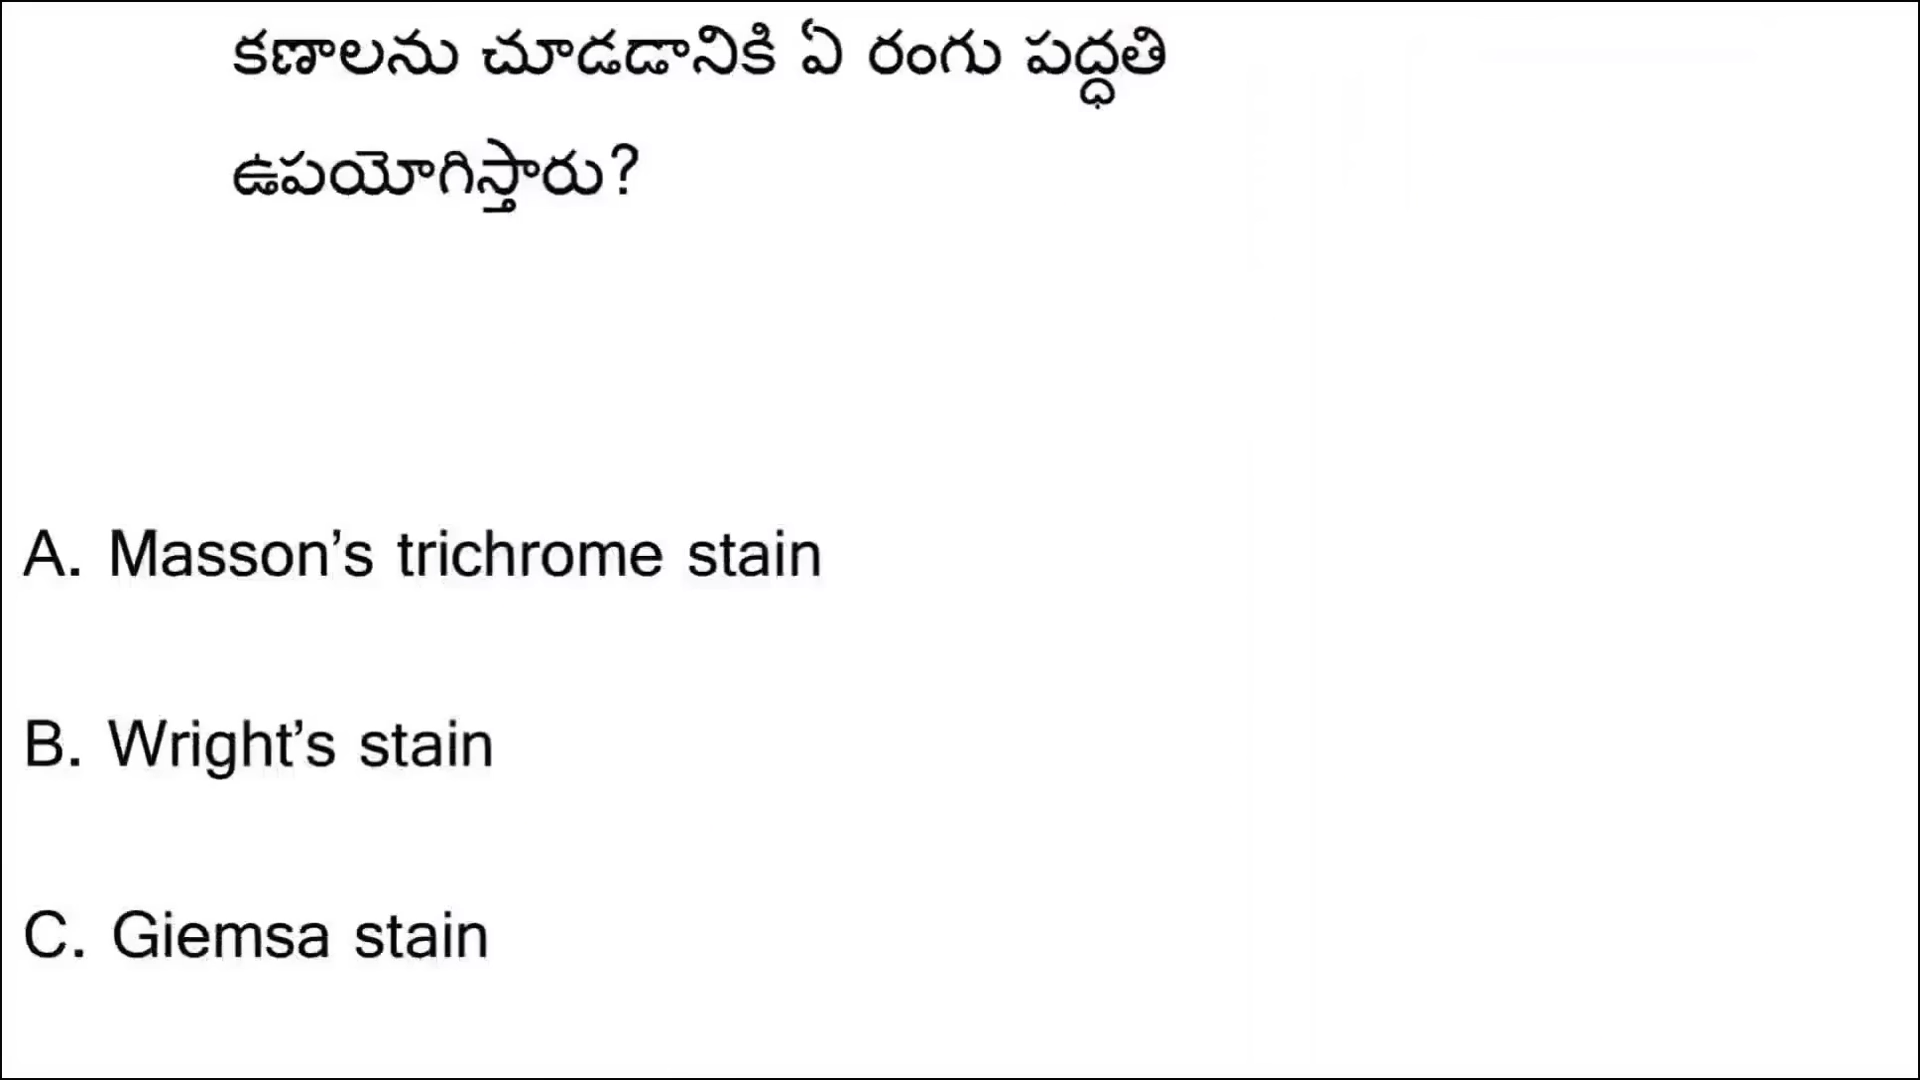 కణాలను చూడడానికి ఏ రంగు పద్ధతి
ఉపయోగిస్తారు?
A. Masson’s trichrome stain
B. Wright’s stain
C. Giemsa stain